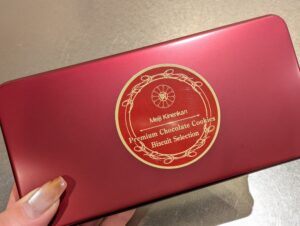 Meiji Kinenkan
Premium Chocolate Cookies
Biscuit Selection